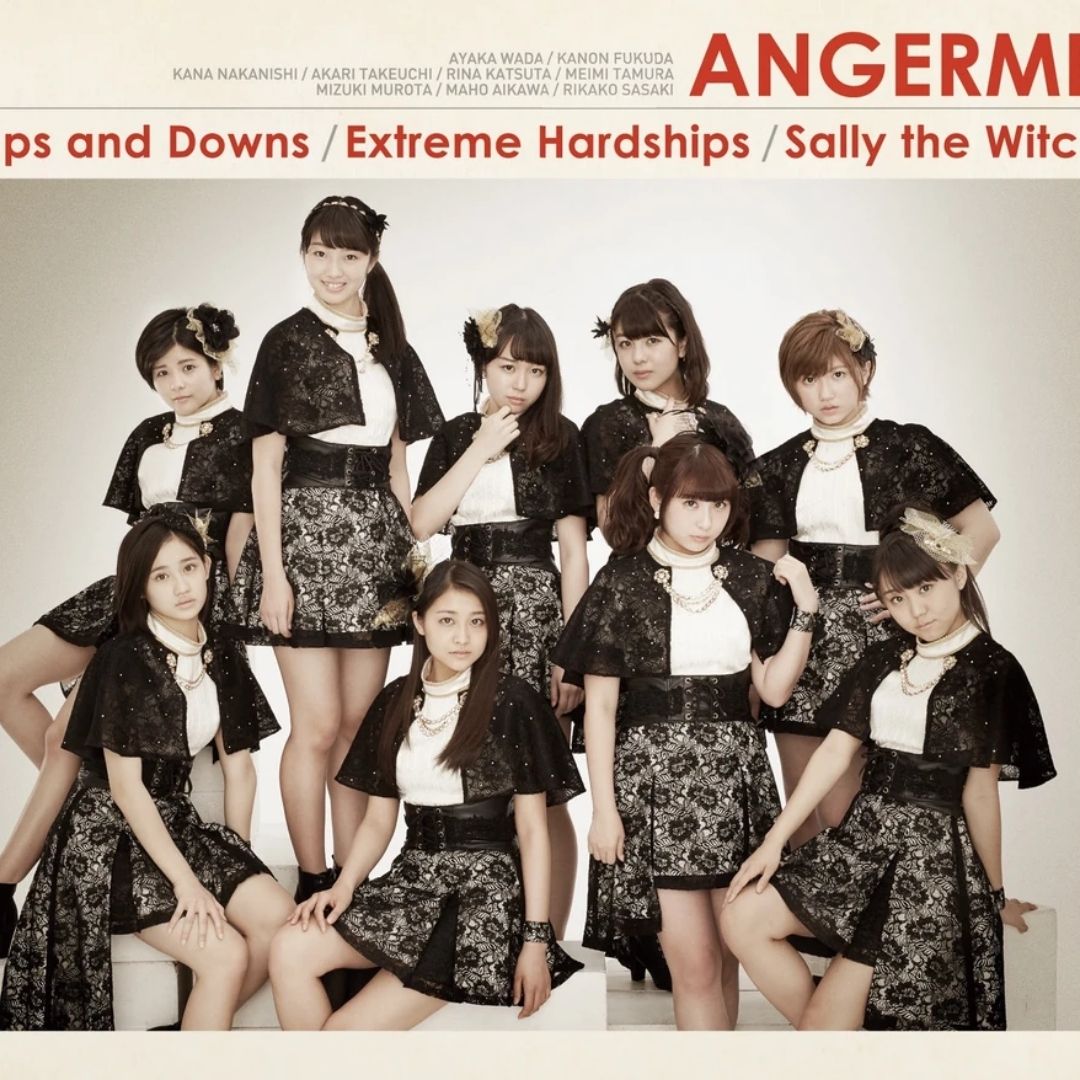 AYAKA WADA / KANON FUKUDA
KANA NAKANISHI / AKARI TAKEUCHI / RINA KATSUTA / MEIMI TAMURA
MIZUKI MUROTA / MAHO AIKAWA / RIKAKO SASAKI
ANGERME
ps and Downs / Extreme Hardships / Sally the Witc